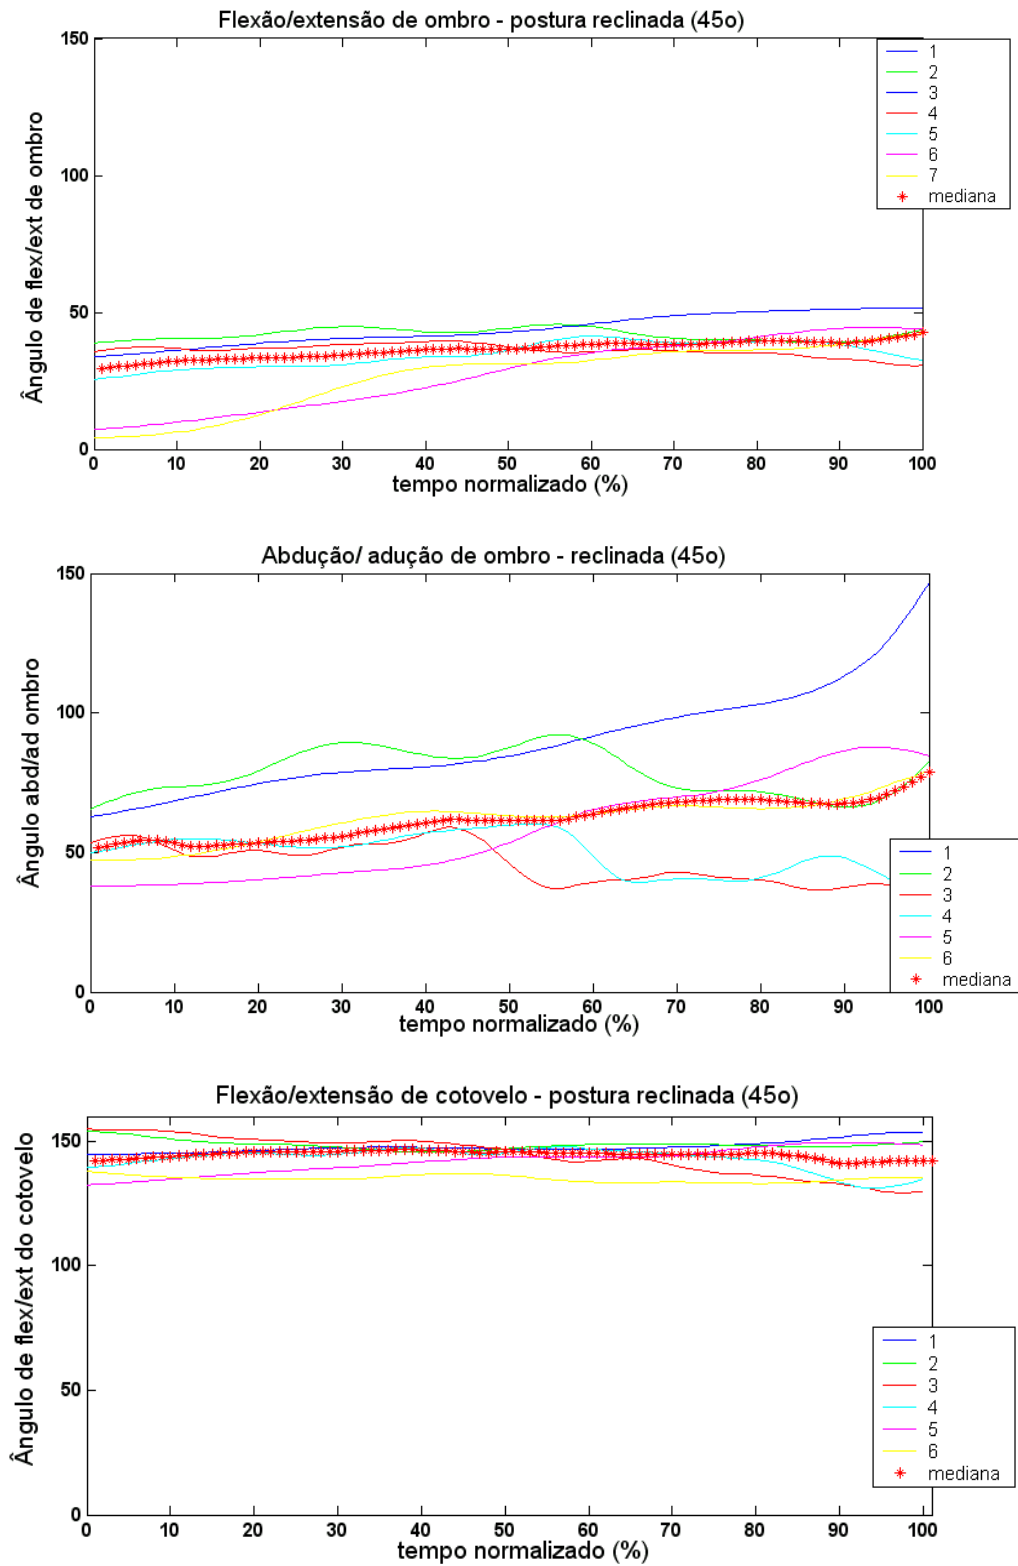 Flexão/extensão de ombro - postura reclinada (45o)
150
100
50
0
Ângulo de flex/ext de ombro
0 10 20 30 40 50 60 70 80 90 100
tempo normalizado (%)
1
2
3
4
5
6
7
mediana
Abdução/ adução de ombro - reclinada (45o)
150
100
50
0
Ângulo abd/ad ombro
0 10 20 30 40 50 60 70 80 90 100
tempo normalizado (%)
1
2
3
4
5
6
mediana
Flexão/extensão de cotovelo - postura reclinada (45o)
150
100
50
0
Ângulo de flex/ext do cotovelo
0 10 20 30 40 50 60 70 80 90 100
tempo normalizado (%)
1
2
3
4
5
6
mediana